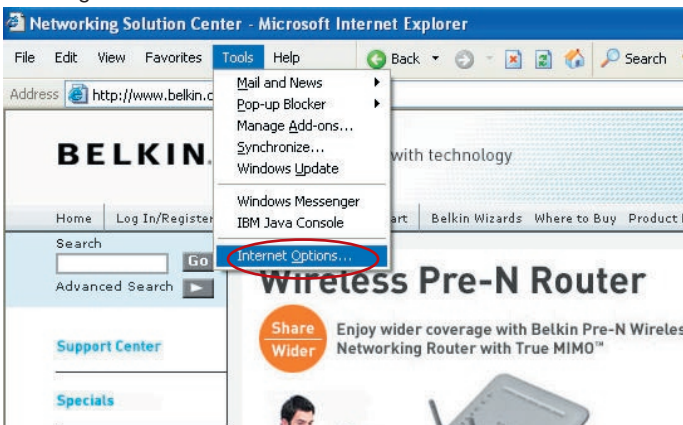 Networking Solution Center - Microsoft Internet Explorer
File Edit View Favorites Tools Help Back Search
Address http://www.belkin.c
Mail and News
Pop-up Blocker
Manage Add-ons...
Synchronize...
Windows Update
Windows Messenger
IBM Java Console
Internet Options...
BELKIN. with technology
Home Log In/Register art Belkin Wizards Where to Buy Product
Search
Go
Advanced Search
Support Center
Specials
Wireless Pre-N Router
Share Wider
Enjoy wider coverage with Belkin Pre-N Wireles
Networking Router with True MIMO™